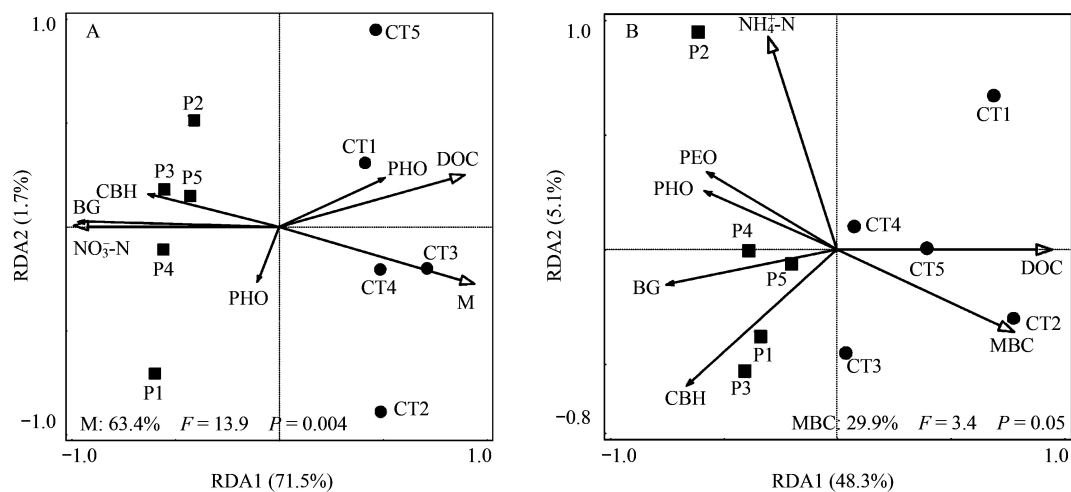 1.0
A
CT5
P2
CT1
PHO
DOC
P3
P5
CBH
BG
NO₃⁻-N
P4
PHO
CT3
CT4
M
P1
CT2
M: 63.4% F = 13.9 P = 0.004
−1.0
−1.0
1.0
RDA1 (71.5%)
RDA2 (1.7%)
1.0
B
NH₄⁺-N
P2
CT1
PEO
PHO
CT4
P4
CT5
P5
DOC
BG
CT2
MBC
P1
CT3
P3
CBH
MBC: 29.9% F = 3.4 P = 0.05
−0.8
−1.0
1.0
RDA1 (48.3%)
RDA2 (5.1%)